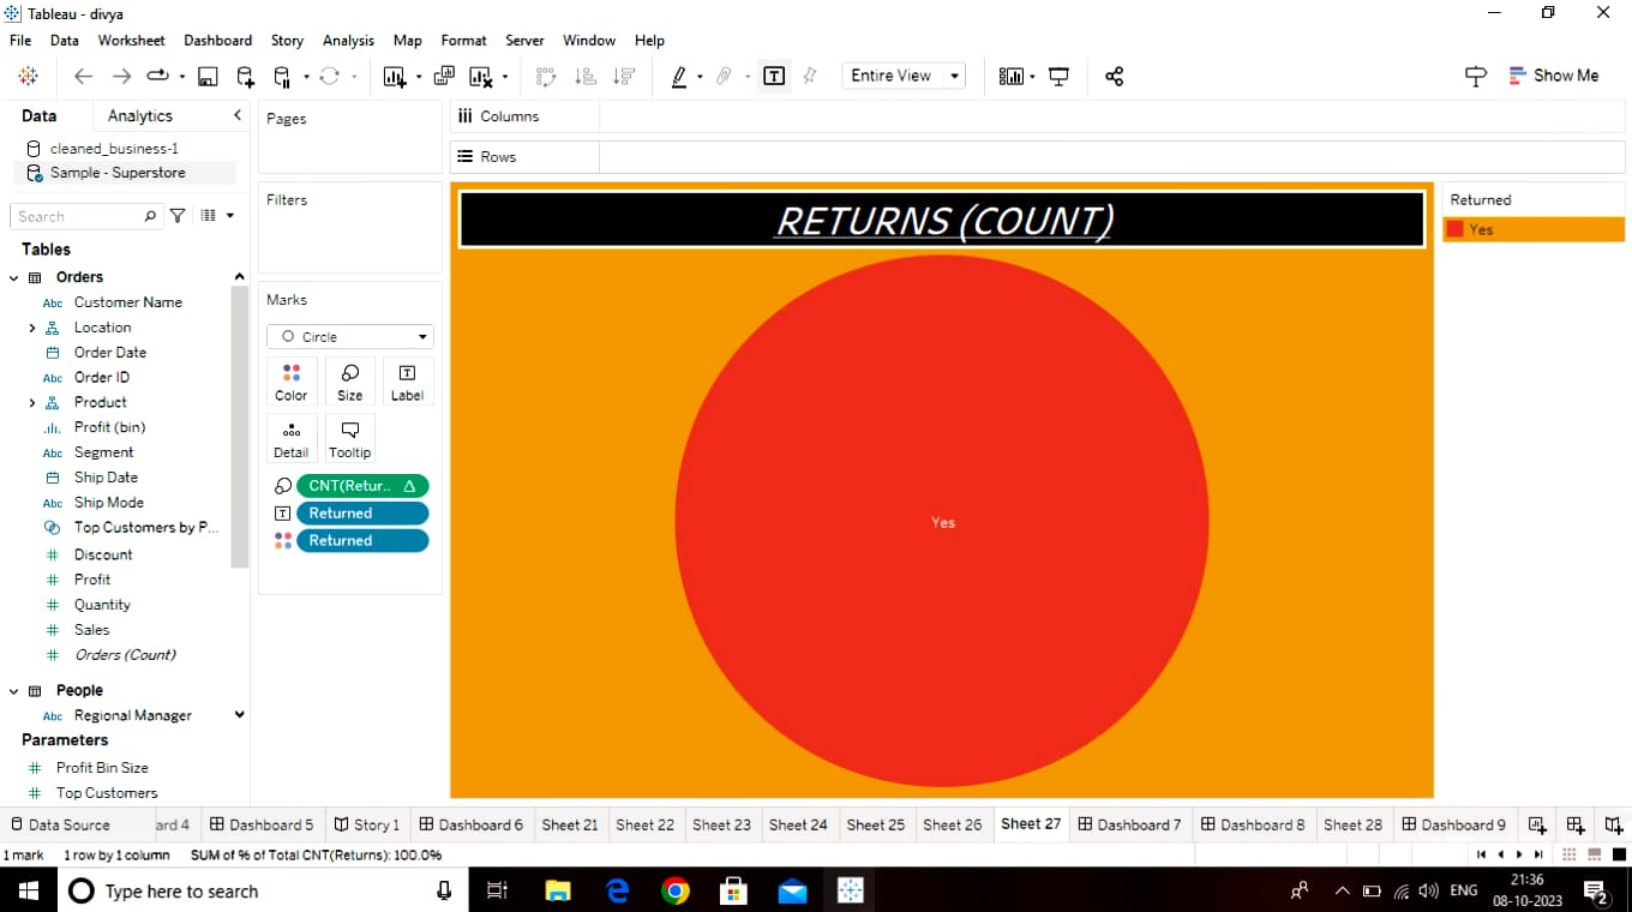 Tableau - divya
File Data Worksheet Dashboard Story Analysis Map Format Server Window Help
Entire View
Show Me
Data Analytics
cleaned_business-1
Sample - Superstore
Search
Tables
Orders
Abc Customer Name
Location
Order Date
Abc Order ID
Product
Profit (bin)
Abc Segment
Ship Date
Abc Ship Mode
Top Customers by P...
# Discount
# Profit
# Quantity
# Sales
# Orders (Count)
People
Abc Regional Manager
Parameters
# Profit Bin Size
# Top Customers
Pages
Filters
Marks
Circle
Color Size Label
Detail Tooltip
CNT(Retur.. Δ
T Returned
Returned
iii Columns
Rows
RETURNS (COUNT)
Yes
Returned
Yes
Data Source ard 4 Dashboard 5 Story 1 Dashboard 6 Sheet 21 Sheet 22 Sheet 23 Sheet 24 Sheet 25 Sheet 26 Sheet 27 Dashboard 7 Dashboard 8 Sheet 28 Dashboard 9
1 mark 1 row by 1 column SUM of % of Total CNT(Returns): 100.0%
Type here to search
ENG
21:36
08-10-2023
2